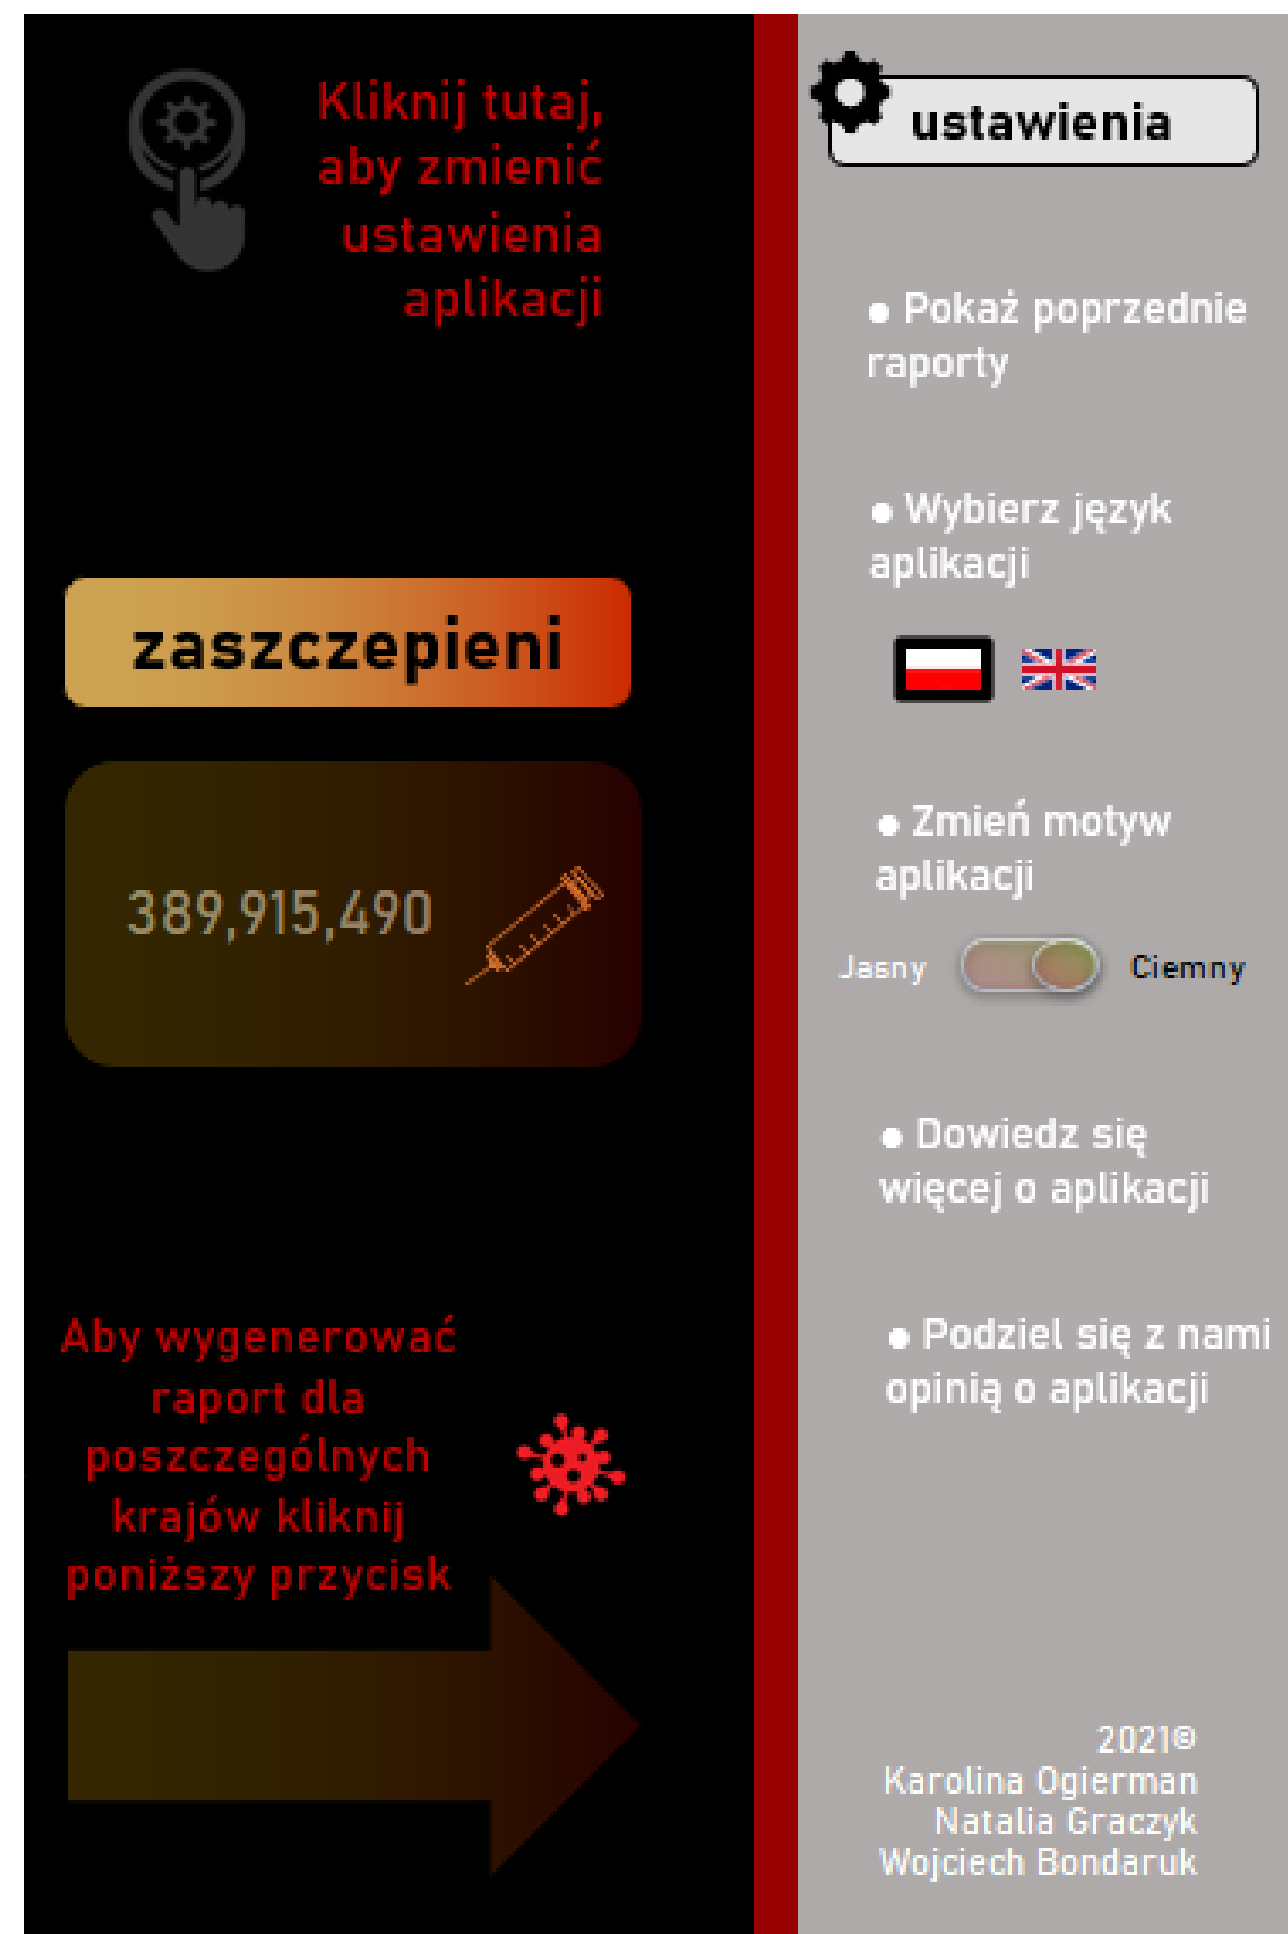 Kliknij tutaj,
aby zmienić
ustawienia
aplikacji
zaszczepieni
389,915,490
Aby wygenerować
raport dla
poszczególnych
krajów kliknij
poniższy przycisk
ustawienia
• Pokaż poprzednie
raporty
• Wybierz język
aplikacji
• Zmień motyw
aplikacji
Jasny Ciemny
• Dowiedz się
więcej o aplikacji
• Podziel się z nami
opinią o aplikacji
2021©
Karolina Ogierman
Natalia Graczyk
Wojciech Bondaruk